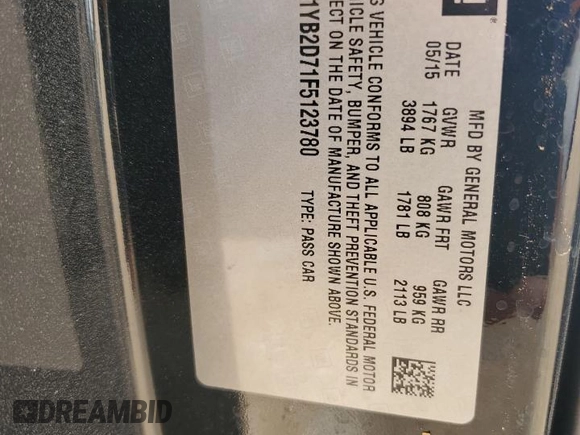 MFD BY GENERAL MOTORS LLC
DATE GVWR GAWR FRT GAWR RR
05/15 1767 KG 808 KG 959 KG
3894 LB 1781 LB 2113 LB
VEHICLE CONFORMS TO ALL APPLICABLE U.S. FEDERAL MOTOR
SAFETY, BUMPER, AND THEFT PREVENTION STANDARDS IN
ON THE DATE OF MANUFACTURE SHOWN ABOVE.
1YB2D71F5123780 TYPE: PASS CAR
DREAMBID